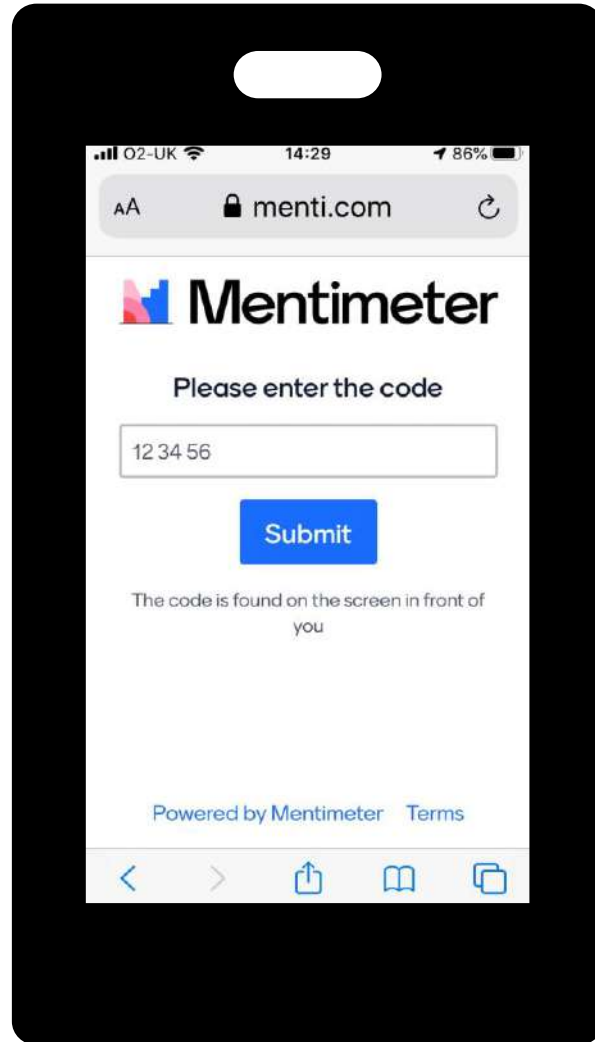 O2-UK 14:29 86%
AA menti.com
Mentimeter
Please enter the code
12 34 56
Submit
The code is found on the screen in front of
you
Powered by Mentimeter Terms